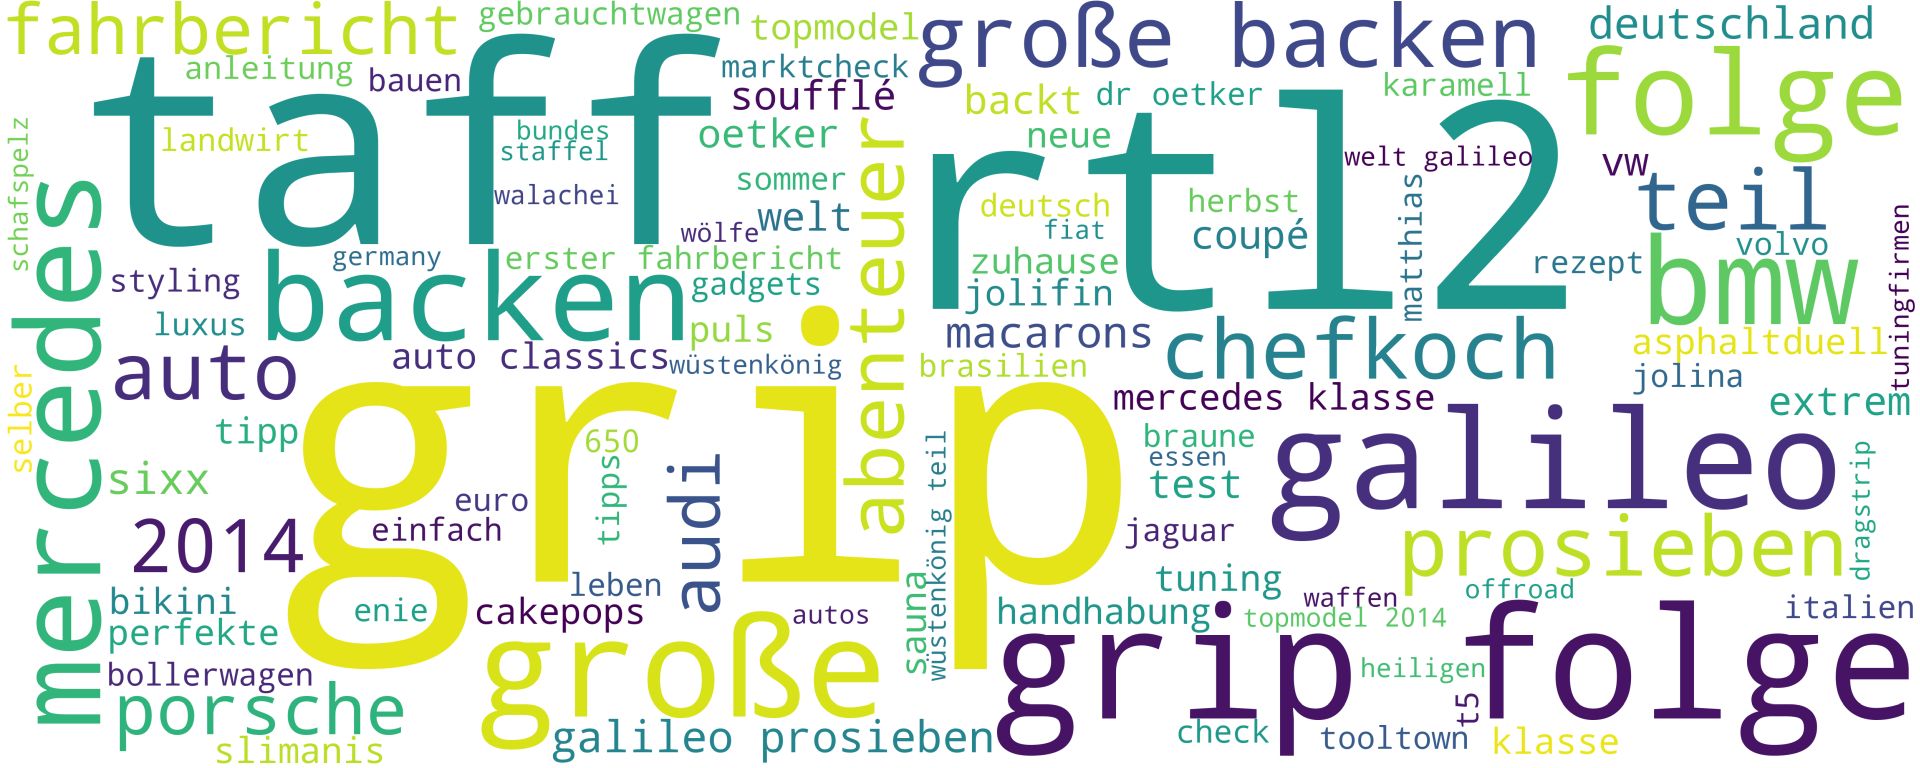 fahrbericht
gebrauchtwagen
topmodel
große backen
deutschland
taff
anleitung
bauen
marktcheck
soufflé
backt
dr oetker
karamell
folge
landwirt
bundes
staffel
oetker
neue
rtl2
welt galileo
vw
schafspelz
walachei
sommer
welt
wölfe
abenteuer
deutsch
fiat
herbst
coupé
matthias
teil
volvo
tuningfirmen
mercedes
germany
erster fahrbericht
styling
backen
gadgets
zuhause
jolifin
rezept
bmw
luxus
puls
macarons
chefkoch
asphaltduell
auto
auto classics
wüstenkönig
brasilien
jolina
selber
grip
mercedes klasse
extrem
tipp
650
braune
essen
galileo
sixx
euro
tipps
audi
test
wüstenkönig teil
dragstrip
2014
einfach
jaguar
prosieben
bikini
leben
sauna
tuning
offroad
perfekte
enie
cakepops
autos
handhabung
waffen
topmodel 2014
italien
bollerwagen
große
grip folge
heiligen
porsche
t5
slimanis
galileo prosieben
check
tooltown
klasse